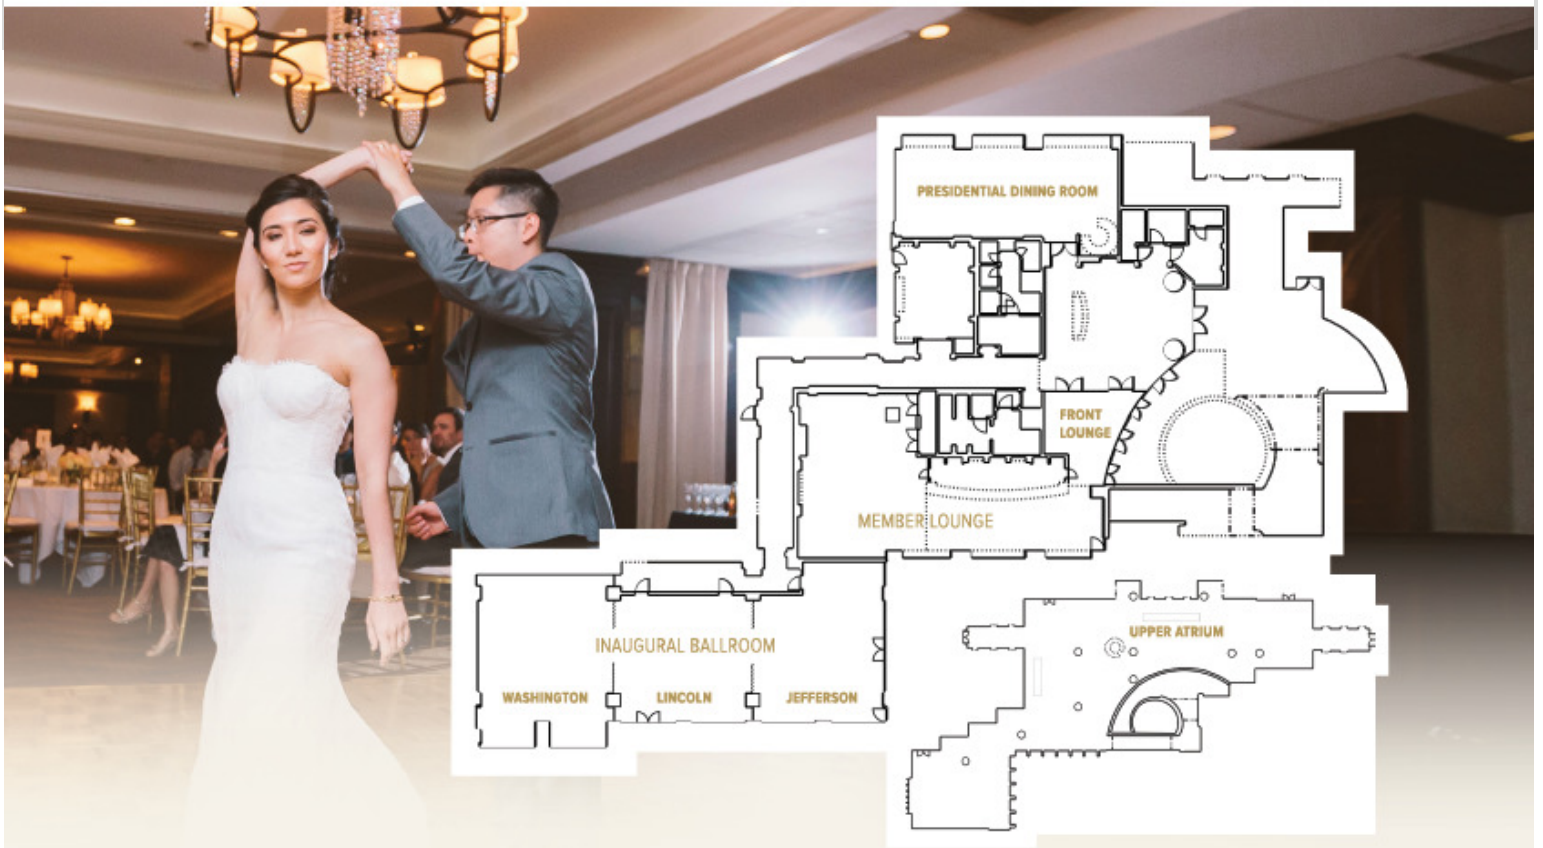 PRESIDENTIAL DINING ROOM
FRONT
LOUNGE
MEMBER LOUNGE
INAUGURAL BALLROOM
WASHINGTON
LINCOLN
JEFFERSON
UPPER ATRIUM